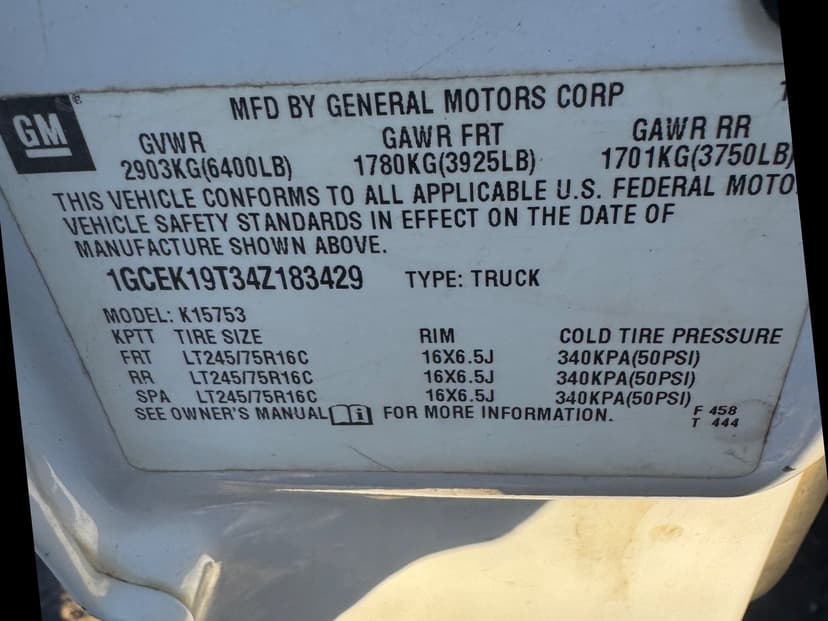 GM
MFD BY GENERAL MOTORS CORP
GVWR GAWR FRT GAWR RR
2903KG(6400LB) 1780KG(3925LB) 1701KG(3750LB)
THIS VEHICLE CONFORMS TO ALL APPLICABLE U.S. FEDERAL MOTO
VEHICLE SAFETY STANDARDS IN EFFECT ON THE DATE OF
MANUFACTURE SHOWN ABOVE.
1GCEK19T34Z183429 TYPE: TRUCK
MODEL: K15753
KPTT TIRE SIZE RIM COLD TIRE PRESSURE
FRT LT245/75R16C 16X6.5J 340KPA(50PSI)
RR LT245/75R16C 16X6.5J 340KPA(50PSI)
SPA LT245/75R16C 16X6.5J 340KPA(50PSI)
SEE OWNER'S MANUAL i FOR MORE INFORMATION. F 458
T 444